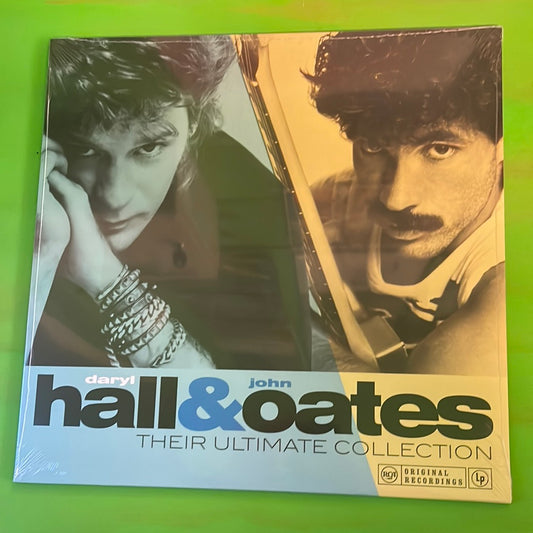 daryl john
hall&oates
THEIR ULTIMATE COLLECTION
RCA ORIGINAL RECORDINGS Lp